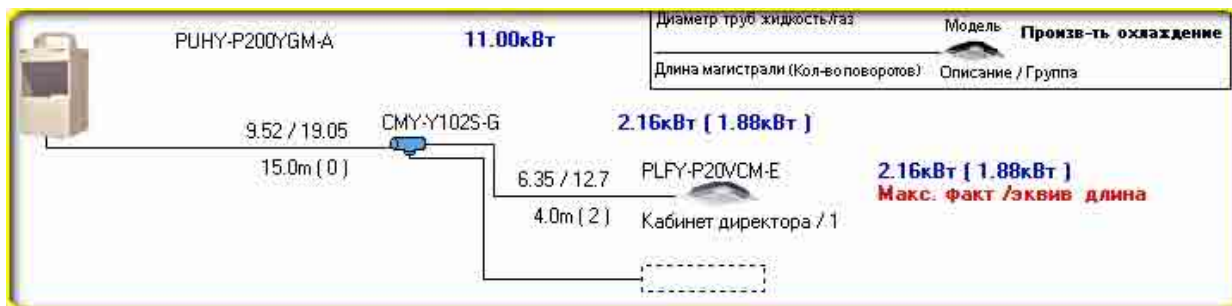 PUHY-P200YGM-A
11.00кВт
Диаметр труб жидкость/газ
Модель
Произв-ть охлаждение
Длина магистрали (Кол-во поворотов)
Описание / Группа
9.52 / 19.05
CMY-Y102S-G
2.16кВт ( 1.88кВт )
15.0m ( 0 )
6.35 / 12.7
PLFY-P20VCM-E
2.16кВт ( 1.88кВт )
Макс. факт /эквив длина
4.0m ( 2 )
Кабинет директора / 1